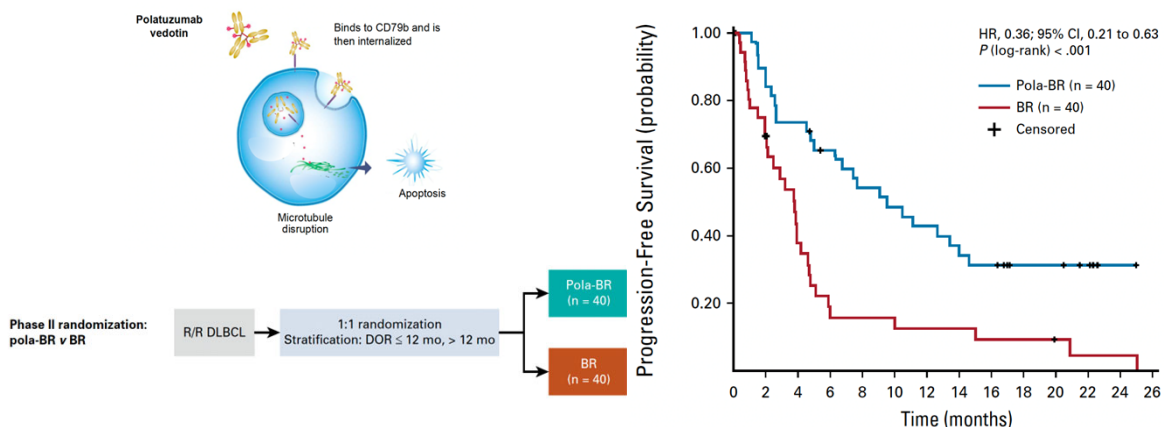 Polatuzumab
vedotin
Binds to CD79b and is
then internalized
Apoptosis
Microtubule
disruption
Phase II randomization:
pola-BR v BR
R/R DLBCL
1:1 randomization
Stratification: DOR ≤ 12 mo, > 12 mo
Pola-BR
(n = 40)
BR
(n = 40)
Progression-Free Survival (probability)
1.00
0.80
0.60
0.40
0.20
HR, 0.36; 95% CI, 0.21 to 0.63
P (log-rank) < .001
Pola-BR (n = 40)
BR (n = 40)
Censored
0 2 4 6 8 10 12 14 16 18 20 22 24 26
Time (months)